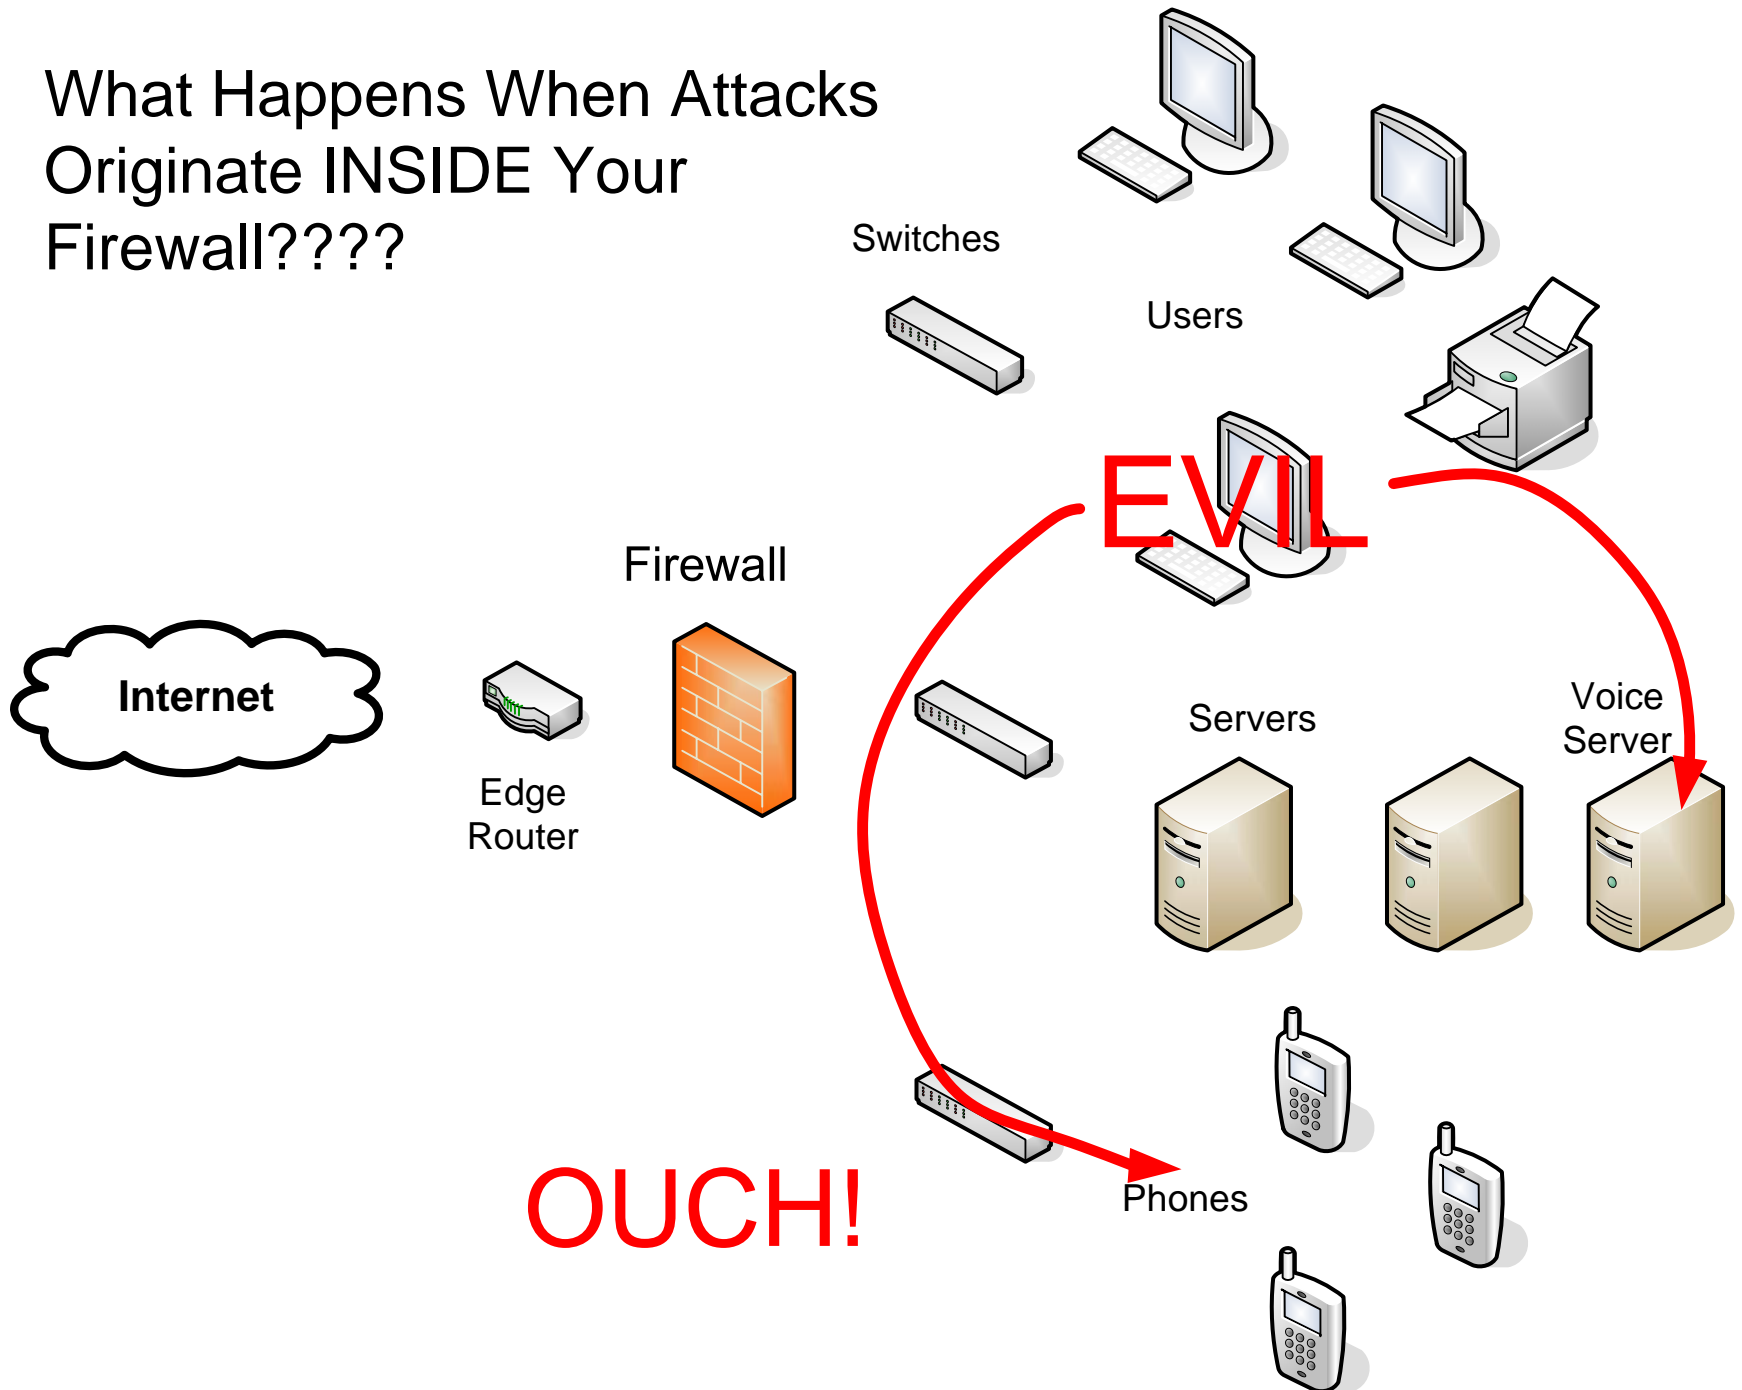 What Happens When Attacks
Originate INSIDE Your
Firewall????
Switches
Users
EVIL
Firewall
Internet
Edge
Router
Servers
Voice
Server
OUCH!
Phones